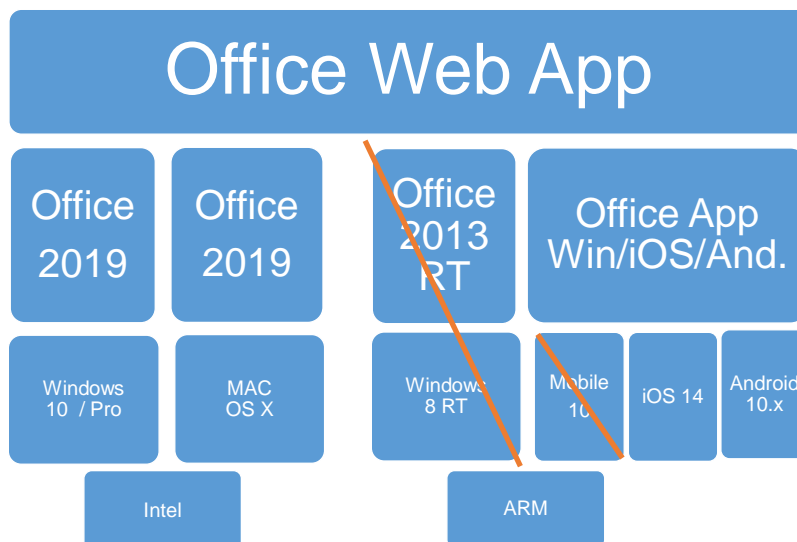 Office Web App
Office
2019
Office
2019
Office
2013
RT
Office App
Win/iOS/And.
Windows
10 / Pro
MAC
OS X
Windows
8 RT
Mobile
10
iOS 14
Android
10.x
Intel
ARM